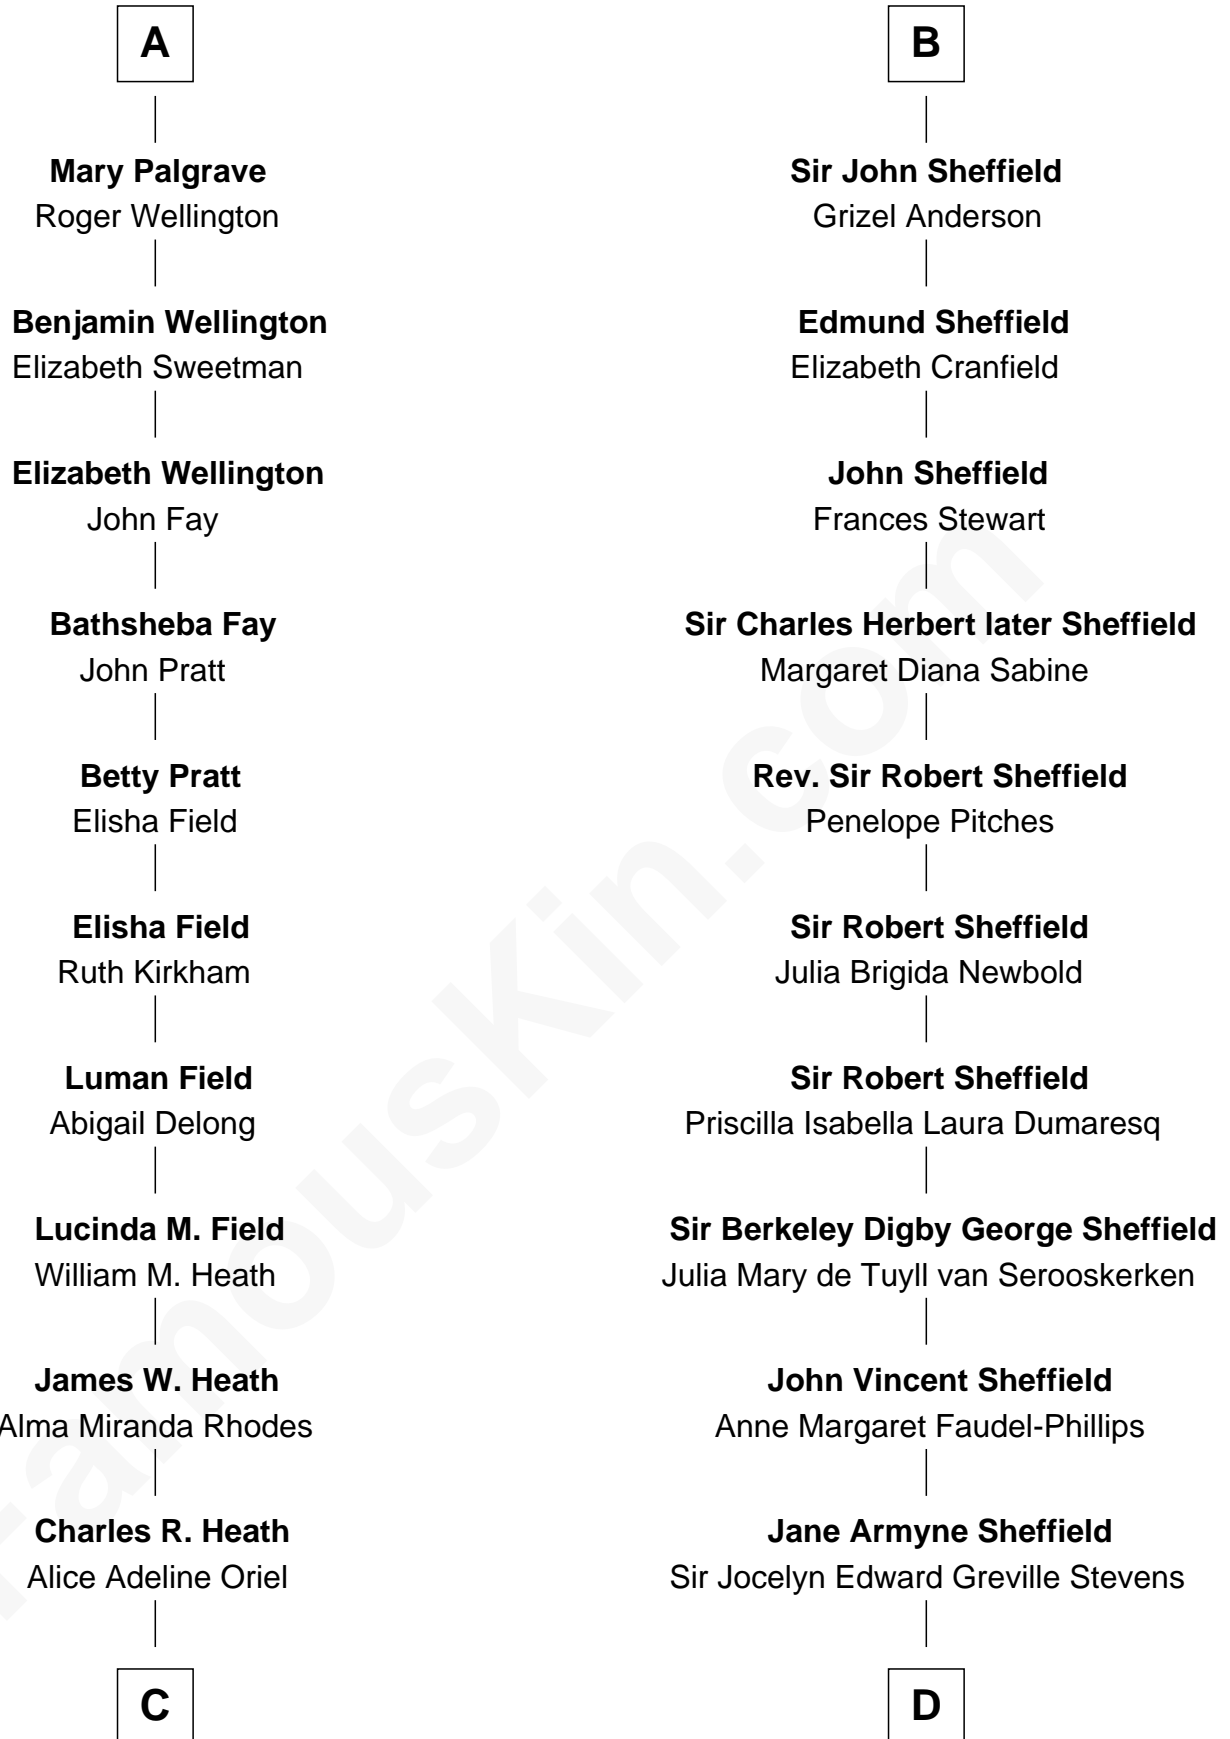 A
Mary Palgrave
Roger Wellington
Benjamin Wellington
Elizabeth Sweetman
Elizabeth Wellington
John Fay
Bathsheba Fay
John Pratt
Betty Pratt
Elisha Field
Elisha Field
Ruth Kirkham
Luman Field
Abigail Delong
Lucinda M. Field
William M. Heath
James W. Heath
Alma Miranda Rhodes
Charles R. Heath
Alice Adeline Oriel
C
B
Sir John Sheffield
Grizel Anderson
Edmund Sheffield
Elizabeth Cranfield
John Sheffield
Frances Stewart
Sir Charles Herbert later Sheffield
Margaret Diana Sabine
Rev. Sir Robert Sheffield
Penelope Pitches
Sir Robert Sheffield
Julia Brigida Newbold
Sir Robert Sheffield
Priscilla Isabella Laura Dumaresq
Sir Berkeley Digby George Sheffield
Julia Mary de Tuyll van Serooskerken
John Vincent Sheffield
Anne Margaret Faudel-Phillips
Jane Armyne Sheffield
Sir Jocelyn Edward Greville Stevens
D
FamousKin.com